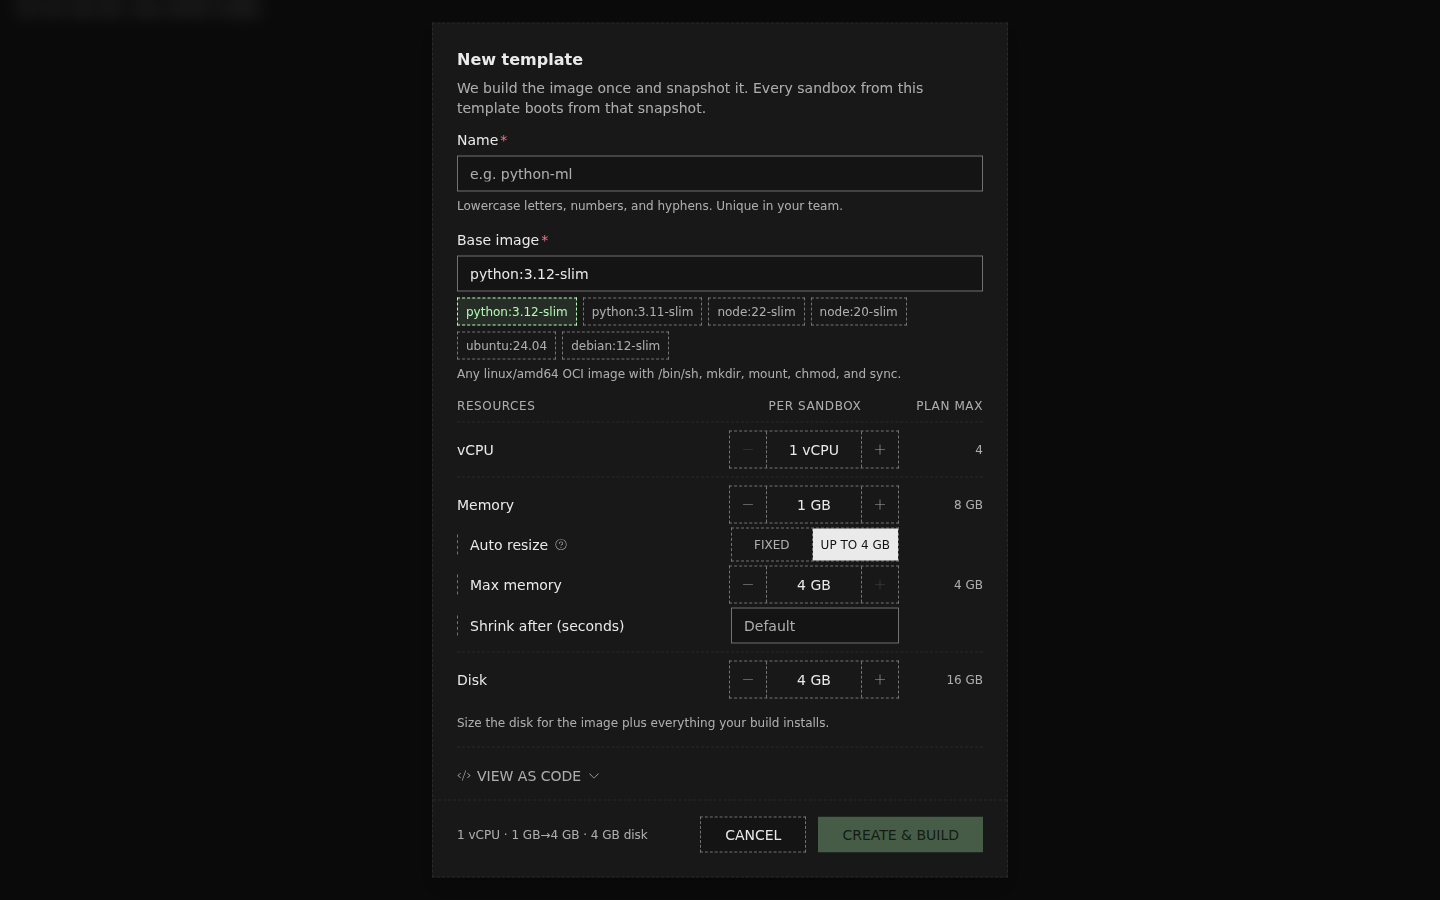 New template
We build the image once and snapshot it. Every sandbox from this
template boots from that snapshot.
Name*
e.g. python-ml
Lowercase letters, numbers, and hyphens. Unique in your team.
Base image*
python:3.12-slim
python:3.12-slim python:3.11-slim node:22-slim node:20-slim
ubuntu:24.04 debian:12-slim
Any linux/amd64 OCI image with /bin/sh, mkdir, mount, chmod, and sync.
RESOURCES PER SANDBOX PLAN MAX
vCPU − 1 vCPU + 4
Memory − 1 GB + 8 GB
Auto resize FIXED UP TO 4 GB
Max memory − 4 GB + 4 GB
Shrink after (seconds) Default
Disk − 4 GB + 16 GB
Size the disk for the image plus everything your build installs.
VIEW AS CODE
1 vCPU · 1 GB→4 GB · 4 GB disk CANCEL CREATE & BUILD